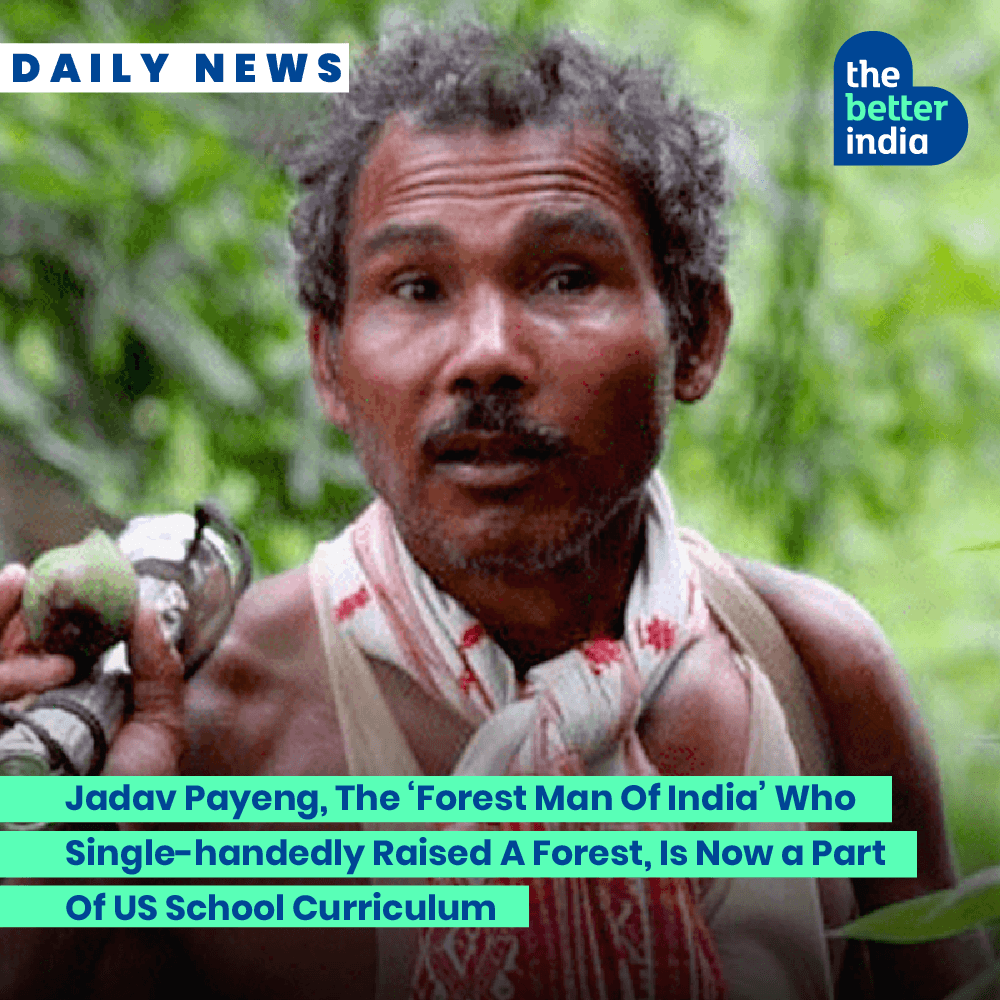 DAILY NEWS
the
better
india
Jadav Payeng, The ‘Forest Man Of India’ Who
Single-handedly Raised A Forest, Is Now a Part
Of US School Curriculum